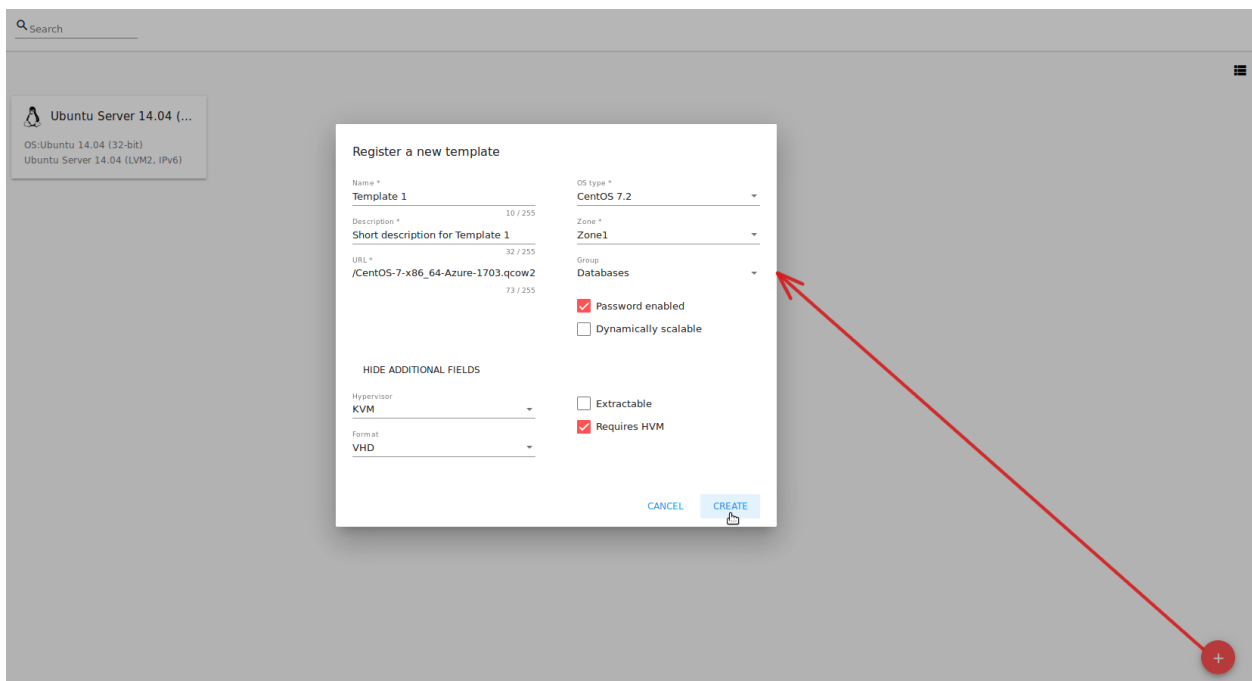 Search
Ubuntu Server 14.04 (...
OS:Ubuntu 14.04 (32-bit)
Ubuntu Server 14.04 (LVM2, IPv6)
Register a new template
Name *
Template 1
10 / 255
Description *
Short description for Template 1
32 / 255
URL *
/CentOS-7-x86_64-Azure-1703.qcow2
73 / 255
OS type *
CentOS 7.2
Zone *
Zone1
Group
Databases
Password enabled
Dynamically scalable
HIDE ADDITIONAL FIELDS
Hypervisor
KVM
Format
VHD
Extractable
Requires HVM
CANCEL CREATE
+